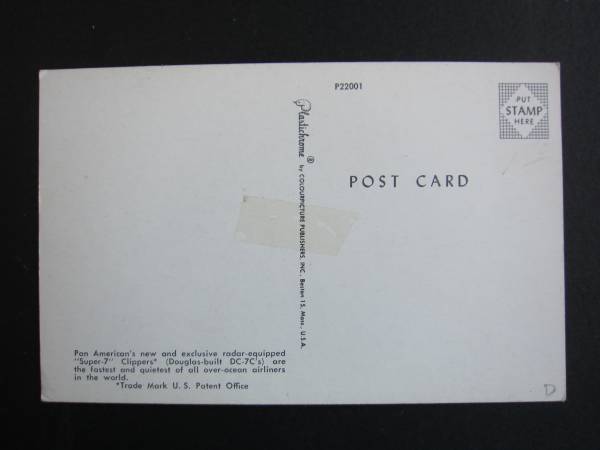 P22001
PUT
STAMP
HERE
Plastichrome ® by COLOURPICTURE PUBLISHERS, INC., Boston 15, Mass., U.S.A.
POST CARD
Pan American's new and exclusive radar-equipped
"Super-7" Clippers* (Douglas-built DC-7C's) are
the fastest and quietest of all over-ocean airliners
in the world.
*Trade Mark U.S. Patent Office
D